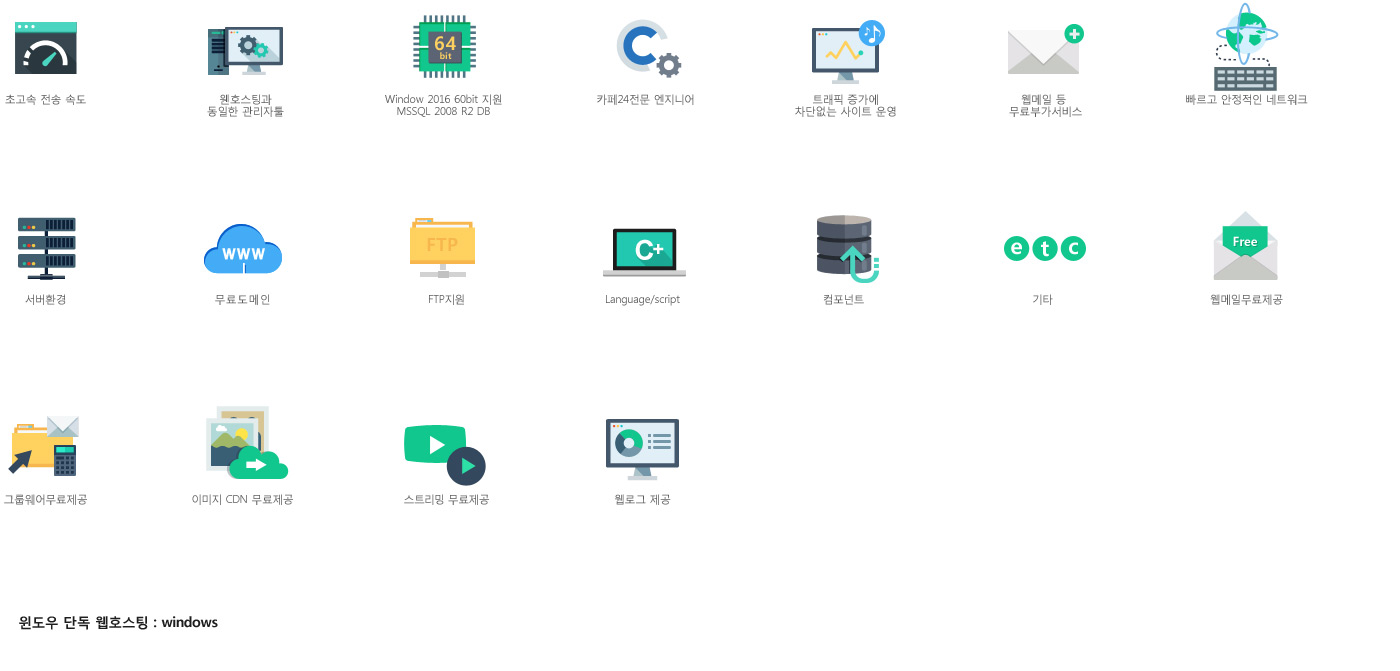 64
bit
초고속 전송 속도
웹호스팅과
동일한 관리자툴
Window 2016 60bit 지원
MSSQL 2008 R2 DB
카페24전문 엔지니어
트래픽 증가에
차단없는 사이트 운영
웹메일 등
무료부가서비스
빠르고 안정적인 네트워크
WWW
FTP
C+
e t c
Free
서버환경
무료도메인
FTP지원
Language/script
컴포넌트
기타
웹메일무료제공
그룹웨어무료제공
이미지 CDN 무료제공
스트리밍 무료제공
웹로그 제공
윈도우 단독 웹호스팅 : windows